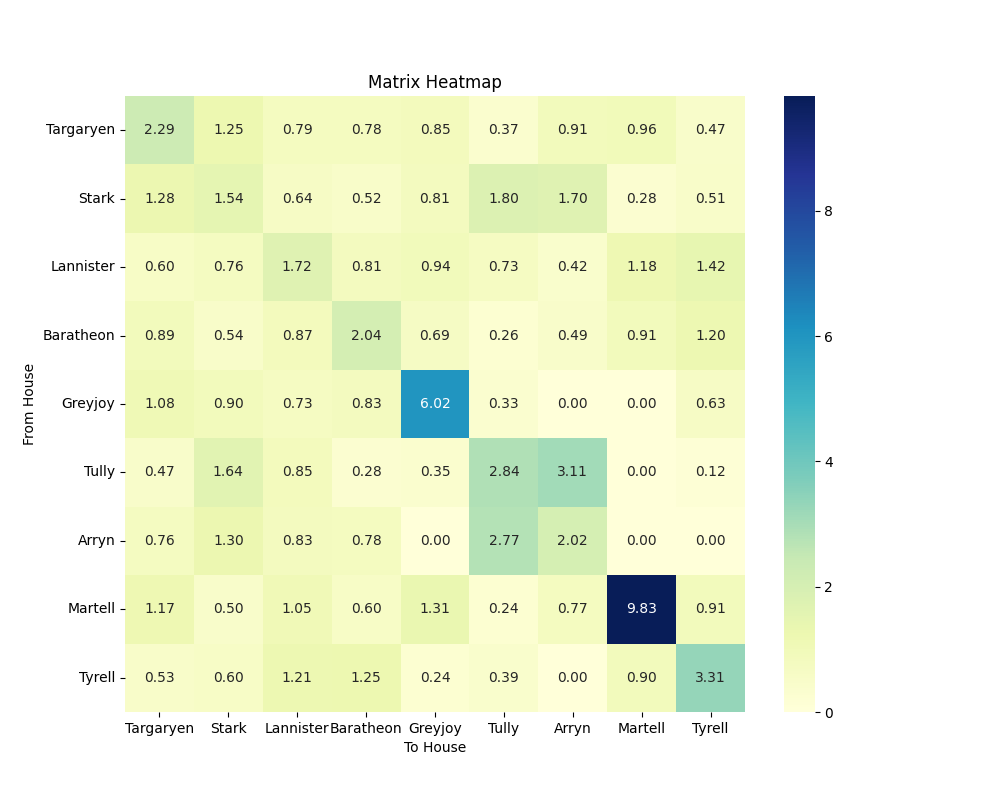 Matrix Heatmap
Targaryen 2.29 1.25 0.79 0.78 0.85 0.37 0.91 0.96 0.47
Stark 1.28 1.54 0.64 0.52 0.81 1.80 1.70 0.28 0.51
Lannister 0.60 0.76 1.72 0.81 0.94 0.73 0.42 1.18 1.42
Baratheon 0.89 0.54 0.87 2.04 0.69 0.26 0.49 0.91 1.20
Greyjoy 1.08 0.90 0.73 0.83 6.02 0.33 0.00 0.00 0.63
Tully 0.47 1.64 0.85 0.28 0.35 2.84 3.11 0.00 0.12
Arryn 0.76 1.30 0.83 0.78 0.00 2.77 2.02 0.00 0.00
Martell 1.17 0.50 1.05 0.60 1.31 0.24 0.77 9.83 0.91
Tyrell 0.53 0.60 1.21 1.25 0.24 0.39 0.00 0.90 3.31
Targaryen Stark Lannister Baratheon Greyjoy Tully Arryn Martell Tyrell
To House
From House
8
6
4
2
0